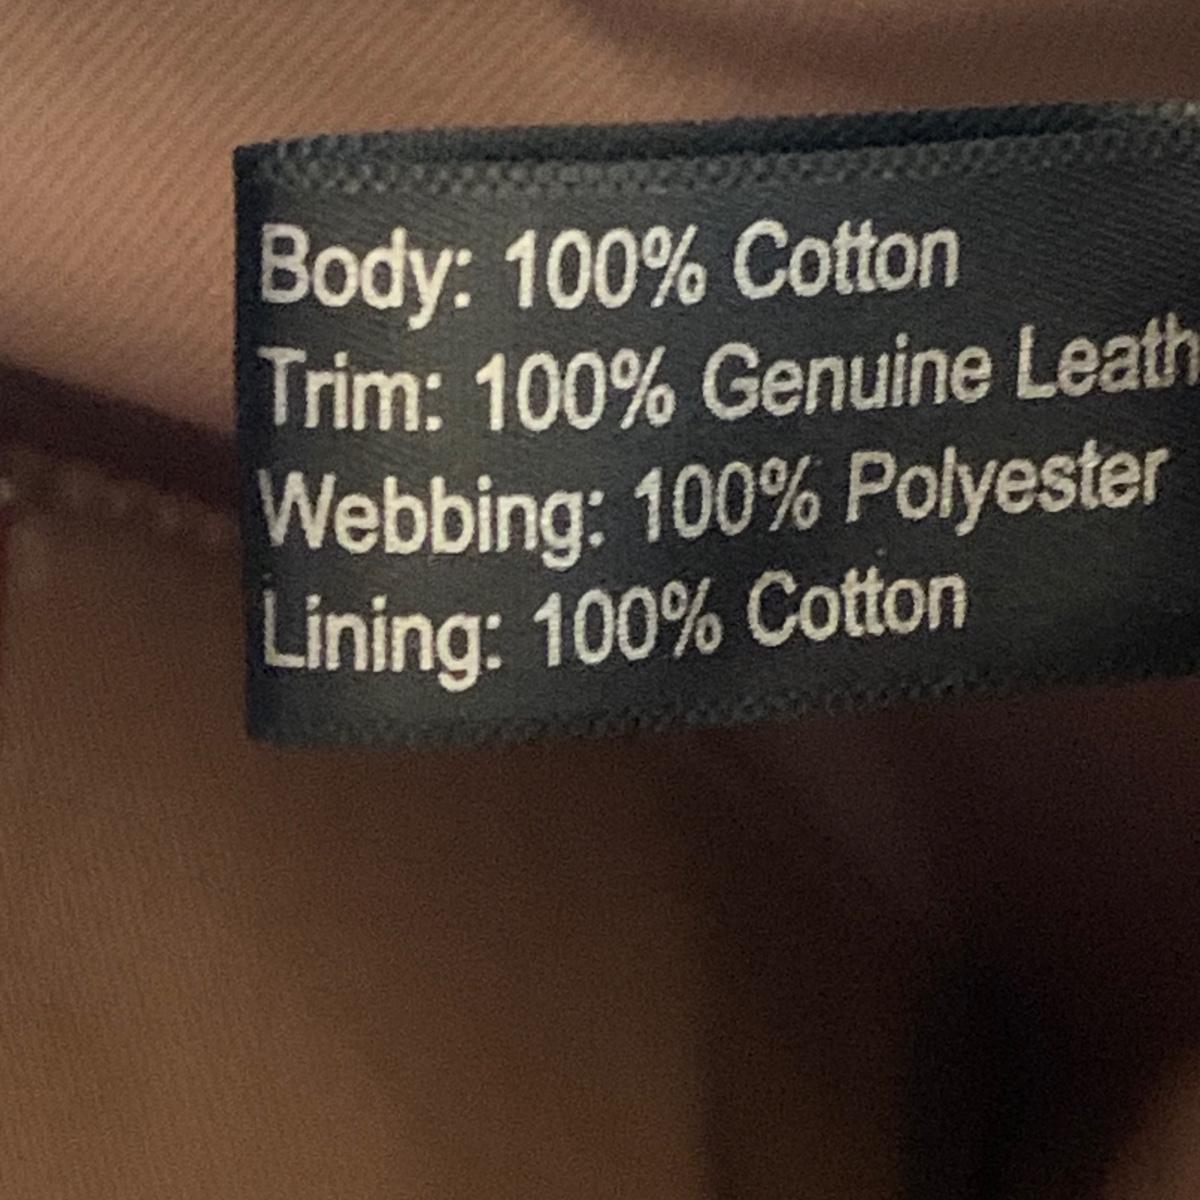 Body: 100% Cotton
Trim: 100% Genuine Leath
Webbing: 100% Polyester
Lining: 100% Cotton